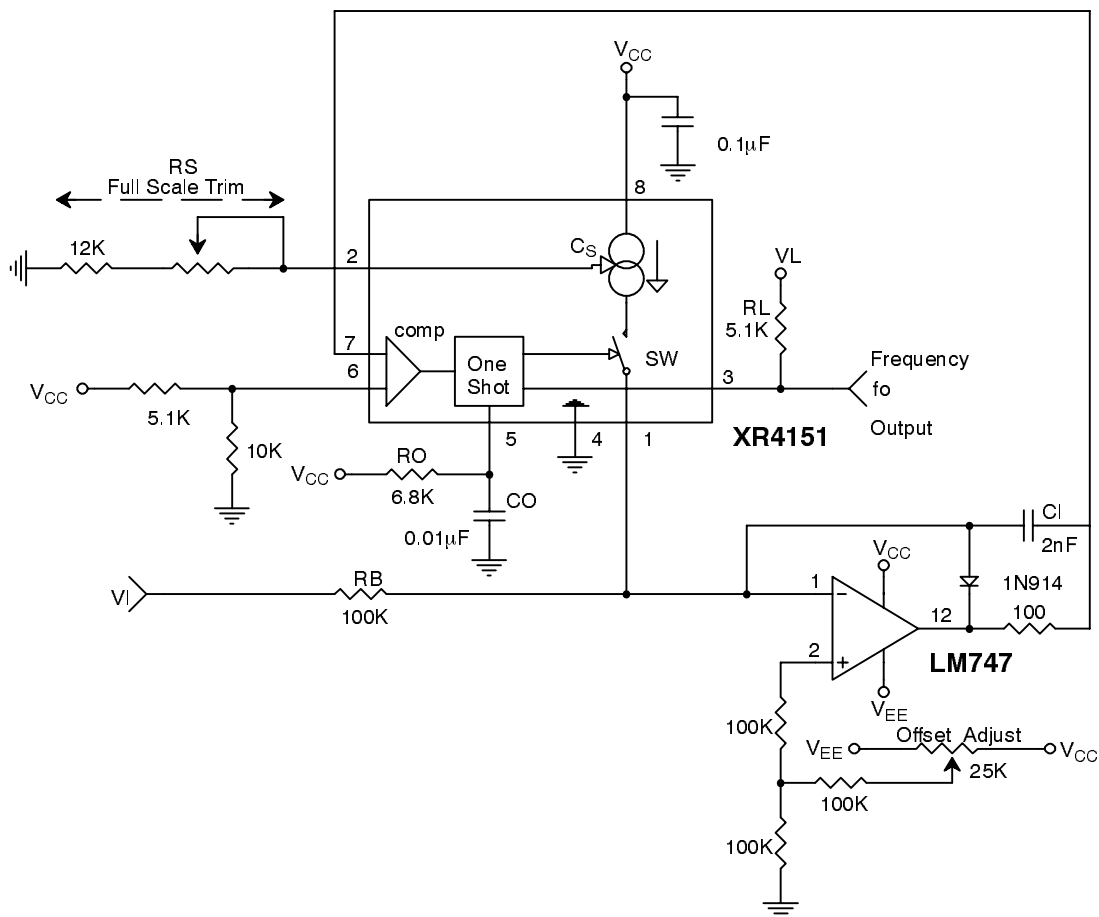 VCC
0.1µF
RS
Full Scale Trim
8
12K
2
CS
VL
RL
5.1K
comp
7
6
One
Shot
SW
3
Frequency
fo
Output
VCC
5.1K
10K
5
4
1
XR4151
VCC
RO
6.8K
CO
0.01µF
CI
2nF
VCC
VI
RB
100K
1
−
1N914
12
100
2
+
LM747
VEE
100K
VEE
Offset Adjust
VCC
25K
100K
100K